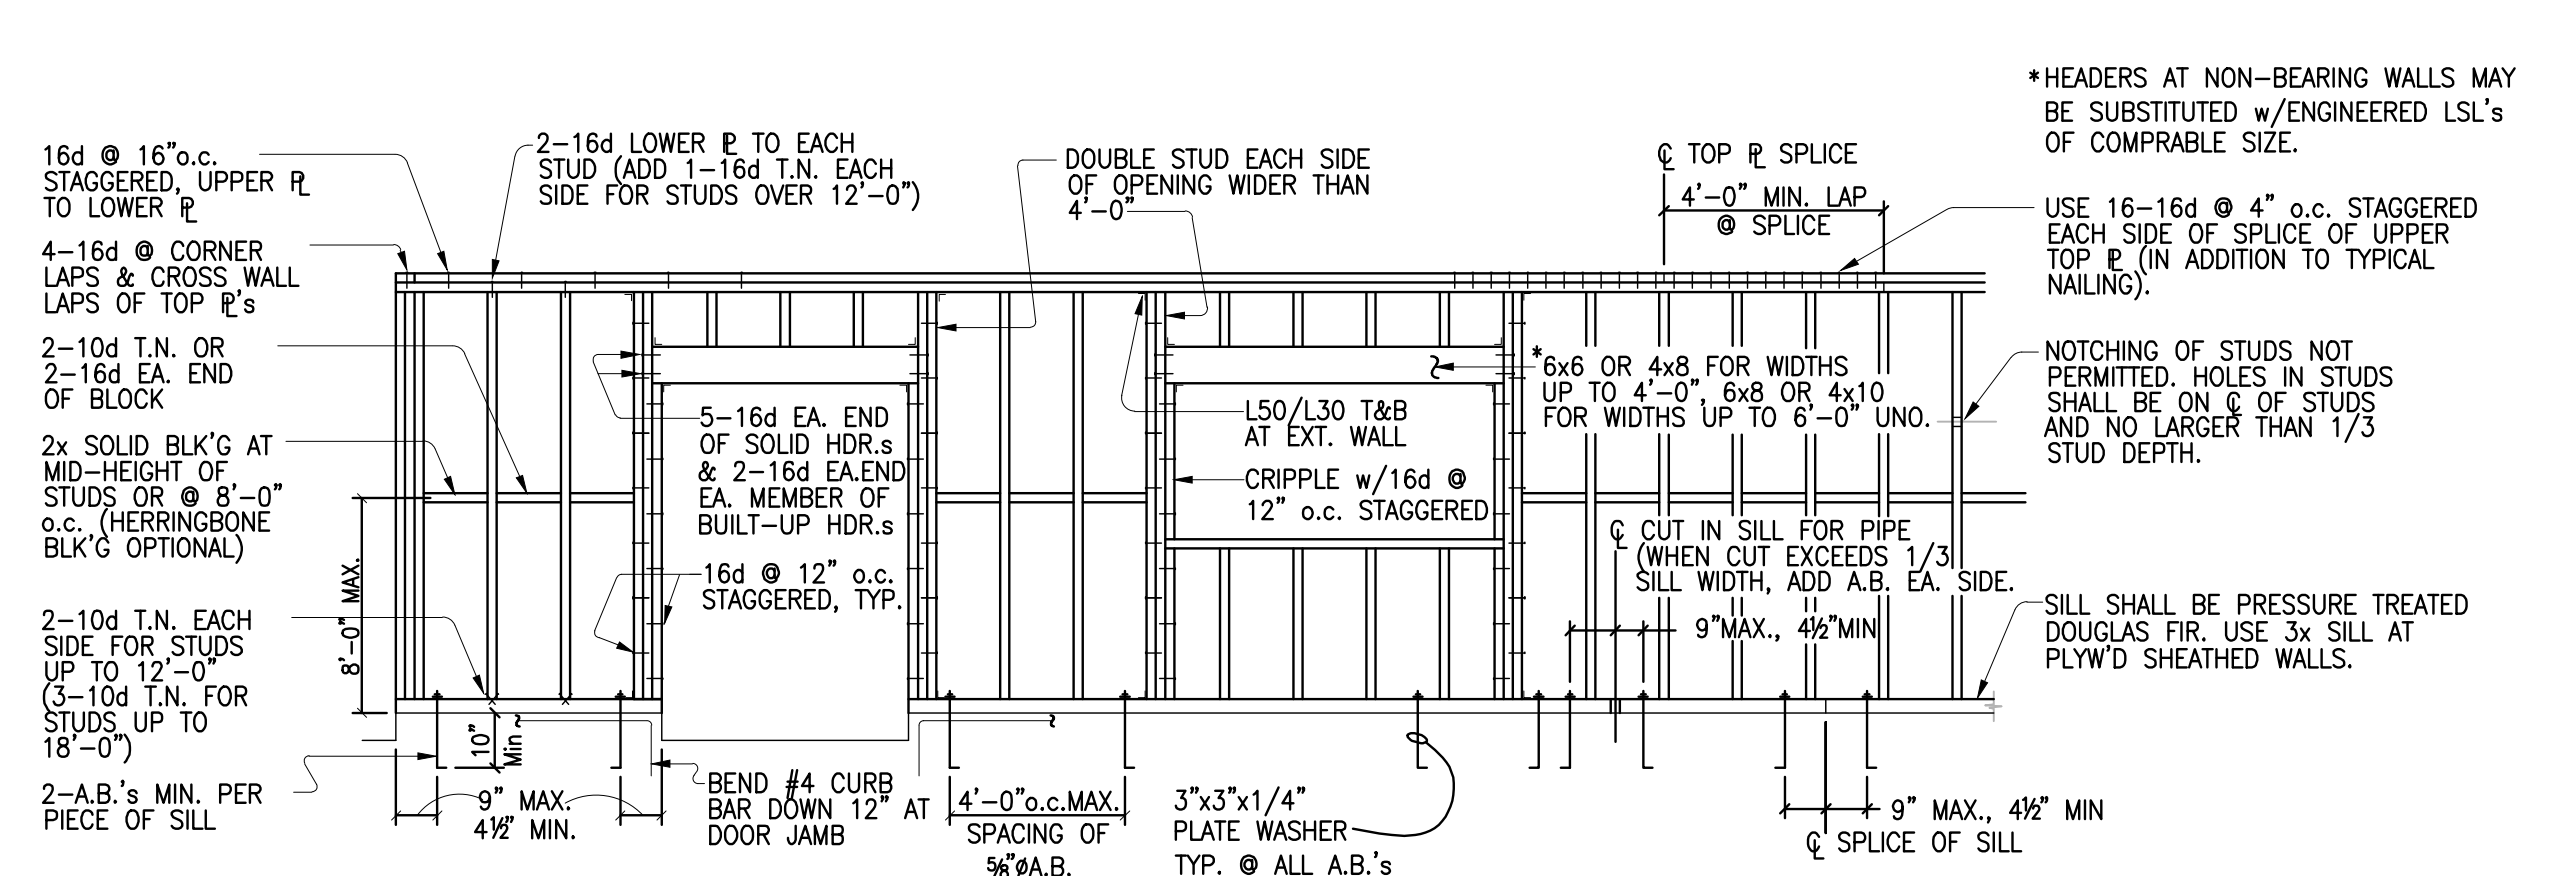 *HEADERS AT NON-BEARING WALLS MAY
BE SUBSTITUTED w/ENGINEERED LSL's
OF COMPRABLE SIZE.
16d @ 16"o.c.
STAGGERED, UPPER ⅊
TO LOWER ⅊
4-16d @ CORNER
LAPS & CROSS WALL
LAPS OF TOP ⅊'s
2-10d T.N. OR
2-16d EA. END
OF BLOCK
2x SOLID BLK'G AT
MID-HEIGHT OF
STUDS OR @ 8'-0"
o.c. (HERRINGBONE
BLK'G OPTIONAL)
8'-0" MAX.
2-10d T.N. EACH
SIDE FOR STUDS
UP TO 12'-0"
(3-10d T.N. FOR
STUDS UP TO
18'-0")
2-A.B.'s MIN. PER
PIECE OF SILL
2-16d LOWER ⅊ TO EACH
STUD (ADD 1-16d T.N. EACH
SIDE FOR STUDS OVER 12'-0")
DOUBLE STUD EACH SIDE
OF OPENING WIDER THAN
4'-0"
℄ TOP ⅊ SPLICE
4'-0" MIN. LAP
@ SPLICE
USE 16-16d @ 4" o.c. STAGGERED
EACH SIDE OF SPLICE OF UPPER
TOP ⅊ (IN ADDITION TO TYPICAL
NAILING).
NOTCHING OF STUDS NOT
PERMITTED. HOLES IN STUDS
SHALL BE ON ℄ OF STUDS
AND NO LARGER THAN 1/3
STUD DEPTH.
*6x6 OR 4x8 FOR WIDTHS
UP TO 4'-0", 6x8 OR 4x10
FOR WIDTHS UP TO 6'-0" UNO.
5-16d EA. END
OF SOLID HDR.s
& 2-16d EA.END
EA. MEMBER OF
BUILT-UP HDR.s
16d @ 12" o.c.
STAGGERED, TYP.
L50/L30 T&B
AT EXT. WALL
CRIPPLE w/16d @
12" o.c. STAGGERED
℄ CUT IN SILL FOR PIPE
(WHEN CUT EXCEEDS 1/3
SILL WIDTH, ADD A.B. EA. SIDE.
9"MAX., 4½"MIN
SILL SHALL BE PRESSURE TREATED
DOUGLAS FIR. USE 3x SILL AT
PLYW'D SHEATHED WALLS.
10"
Min
9" MAX.
4½" MIN.
BEND #4 CURB
BAR DOWN 12" AT
DOOR JAMB
4'-0"o.c.MAX.
SPACING OF
⅝"øA.B.
3"x3"x1/4"
PLATE WASHER
TYP. @ ALL A.B.'s
9" MAX., 4½" MIN
℄ SPLICE OF SILL